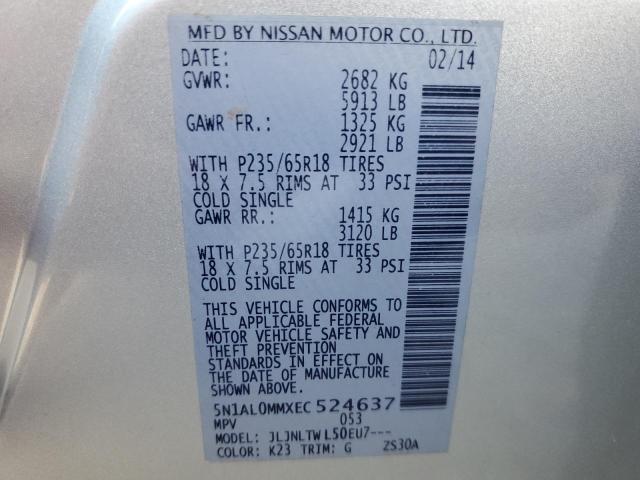 MFD BY NISSAN MOTOR CO., LTD.
DATE: 02/14
GVWR: 2682 KG
5913 LB
GAWR FR.: 1325 KG
2921 LB
WITH P235/65R18 TIRES
18 X 7.5 RIMS AT 33 PSI
COLD SINGLE
GAWR RR.: 1415 KG
3120 LB
WITH P235/65R18 TIRES
18 X 7.5 RIMS AT 33 PSI
COLD SINGLE
THIS VEHICLE CONFORMS TO
ALL APPLICABLE FEDERAL
MOTOR VEHICLE SAFETY AND
THEFT PREVENTION
STANDARDS IN EFFECT ON
THE DATE OF MANUFACTURE
SHOWN ABOVE.
5N1AL0MMXEC524637
MPV 053
MODEL: JLJNLTW L50EU7---
COLOR: K23 TRIM: G ZS30A